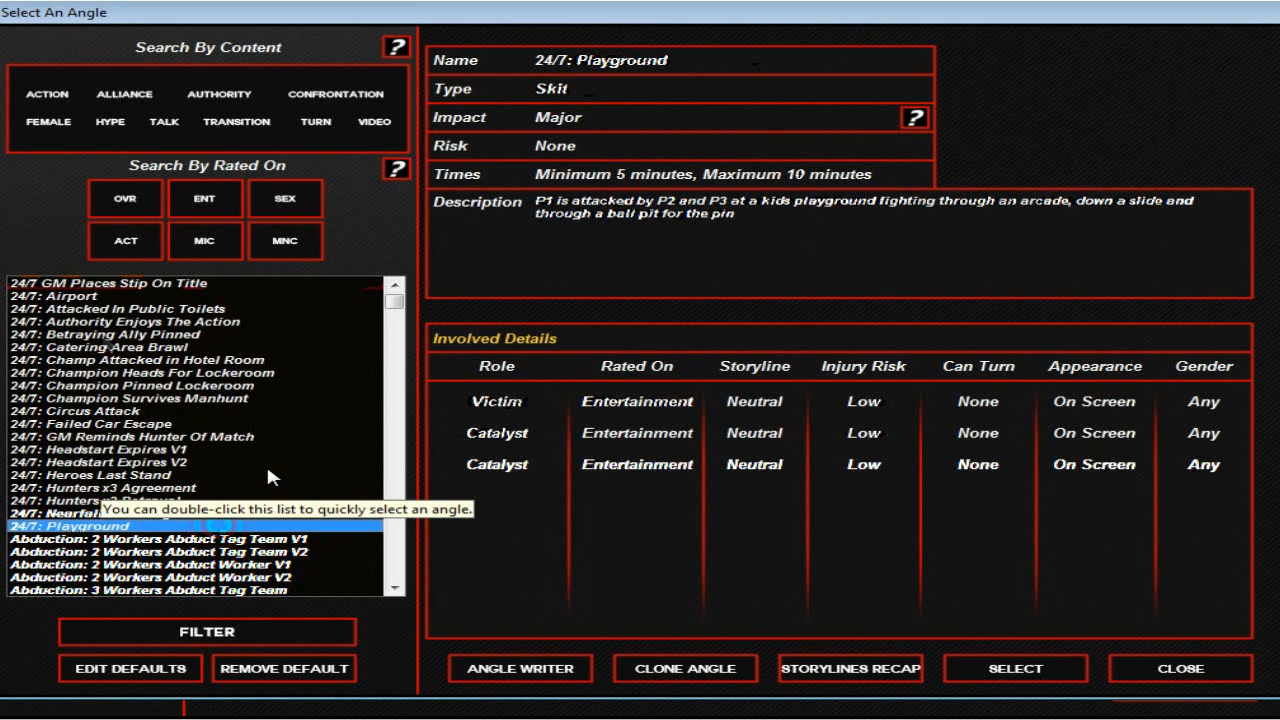 Select An Angle
Search By Content
?
ACTION ALLIANCE AUTHORITY CONFRONTATION
FEMALE HYPE TALK TRANSITION TURN VIDEO
Search By Rated On
?
OVR ENT SEX
ACT MIC MNC
24/7 GM Places Stip On Title
24/7: Airport
24/7: Attacked In Public Toilets
24/7: Authority Enjoys The Action
24/7: Betraying Ally Pinned
24/7: Catering Area Brawl
24/7: Champ Attacked in Hotel Room
24/7: Champion Heads For Lockeroom
24/7: Champion Pinned Lockeroom
24/7: Champion Survives Manhunt
24/7: Circus Attack
24/7: Failed Car Escape
24/7: GM Reminds Hunter Of Match
24/7: Headstart Expires V1
24/7: Headstart Expires V2
24/7: Heroes Last Stand
24/7: Hunters x3 Agreement
24/7: Hunters
24/7:
You can double-click this list to quickly select an angle.
24/7: Playground
Abduction: 2 Workers Abduct Tag Team V1
Abduction: 2 Workers Abduct Tag Team V2
Abduction: 2 Workers Abduct Worker V1
Abduction: 2 Workers Abduct Worker V2
Abduction: 3 Workers Abduct Tag Team
FILTER
EDIT DEFAULTS REMOVE DEFAULT
Name 24/7: Playground
Type Skit
Impact Major ?
Risk None
Times Minimum 5 minutes, Maximum 10 minutes
Description P1 is attacked by P2 and P3 at a kids playground fighting through an arcade, down a slide and
through a ball pit for the pin
Involved Details
Role Rated On Storyline Injury Risk Can Turn Appearance Gender
Victim Entertainment Neutral Low None On Screen Any
Catalyst Entertainment Neutral Low None On Screen Any
Catalyst Entertainment Neutral Low None On Screen Any
ANGLE WRITER CLONE ANGLE STORYLINES RECAP SELECT CLOSE